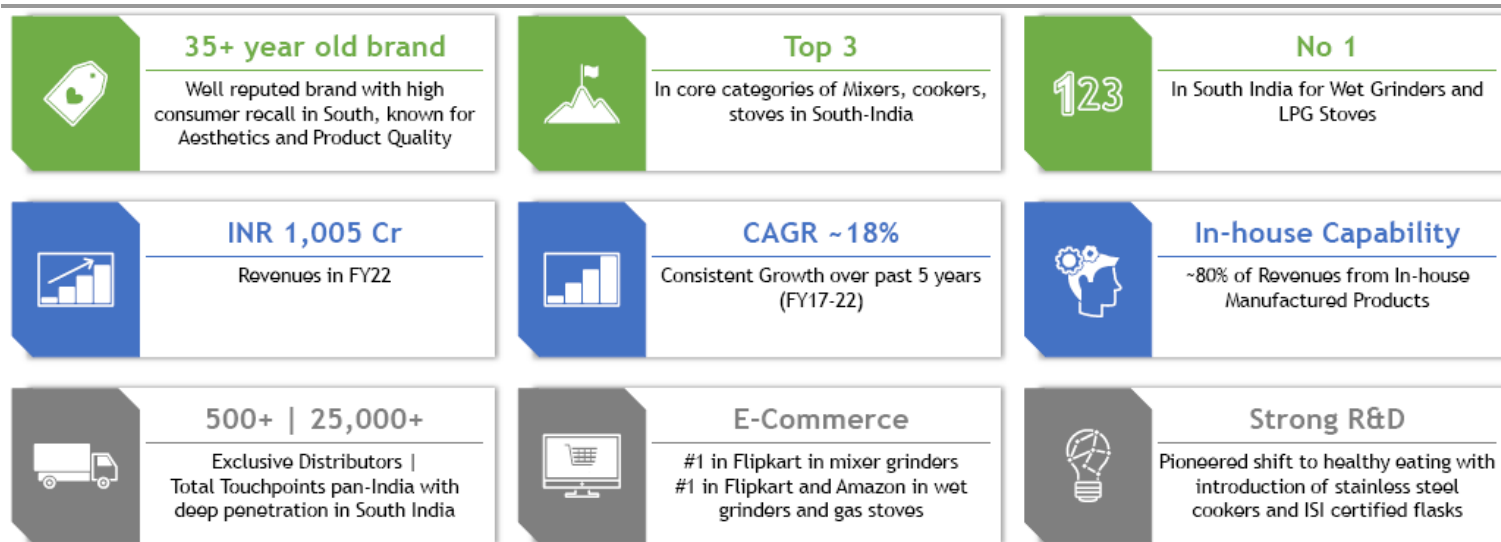 35+ year old brand
Well reputed brand with high
consumer recall in South, known for
Aesthetics and Product Quality
Top 3
In core categories of Mixers, cookers,
stoves in South-India
123
No 1
In South India for Wet Grinders and
LPG Stoves
INR 1,005 Cr
Revenues in FY22
CAGR ~18%
Consistent Growth over past 5 years
(FY17-22)
In-house Capability
~80% of Revenues from In-house
Manufactured Products
500+ | 25,000+
Exclusive Distributors |
Total Touchpoints pan-India with
deep penetration in South India
E-Commerce
#1 in Flipkart in mixer grinders
#1 in Flipkart and Amazon in wet
grinders and gas stoves
Strong R&D
Pioneered shift to healthy eating with
introduction of stainless steel
cookers and ISI certified flasks